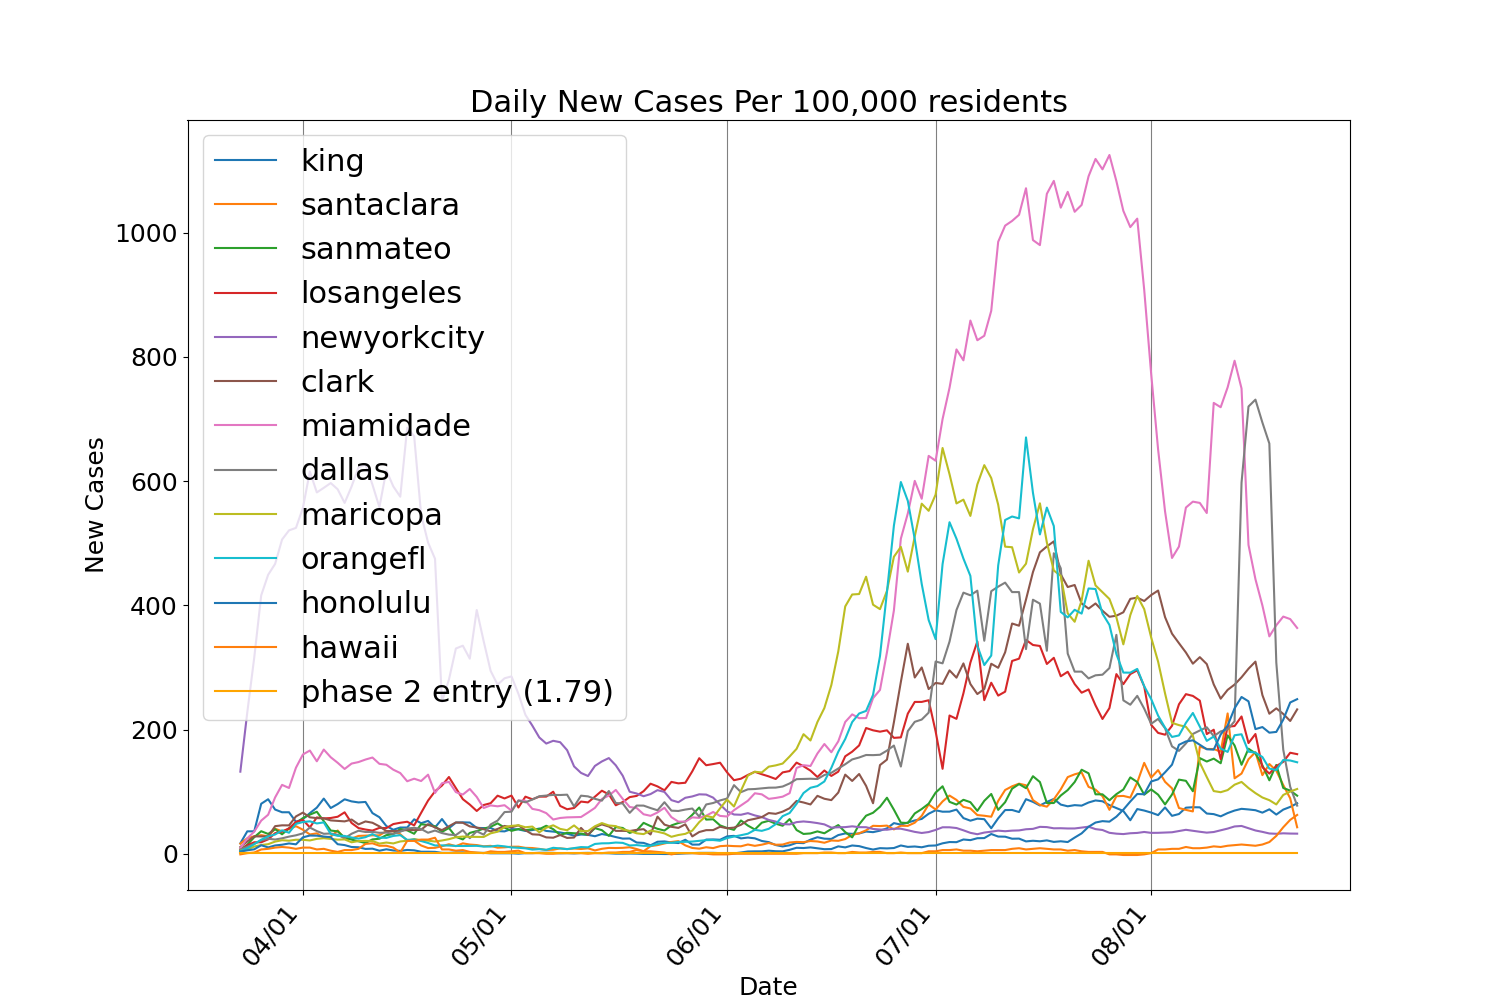 Daily New Cases Per 100,000 residents
king
santaclara
sanmateo
losangeles
newyorkcity
clark
miamidade
dallas
maricopa
orangefl
honolulu
hawaii
phase 2 entry (1.79)
New Cases
1000
800
600
400
200
0
04/01
05/01
06/01
07/01
08/01
Date